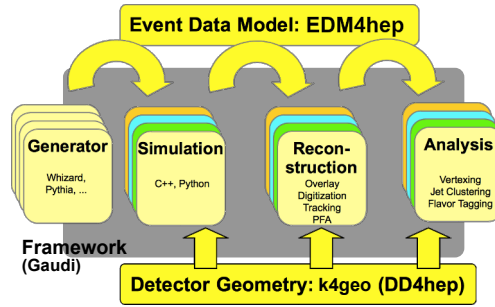 Event Data Model: EDM4hep
Generator
Whizard,
Pythia, ...
Simulation
C++, Python
Recon-
struction
Overlay
Digitization
Tracking
PFA
Analysis
Vertexing
Jet Clustering
Flavor Tagging
Framework
(Gaudi)
Detector Geometry: k4geo (DD4hep)